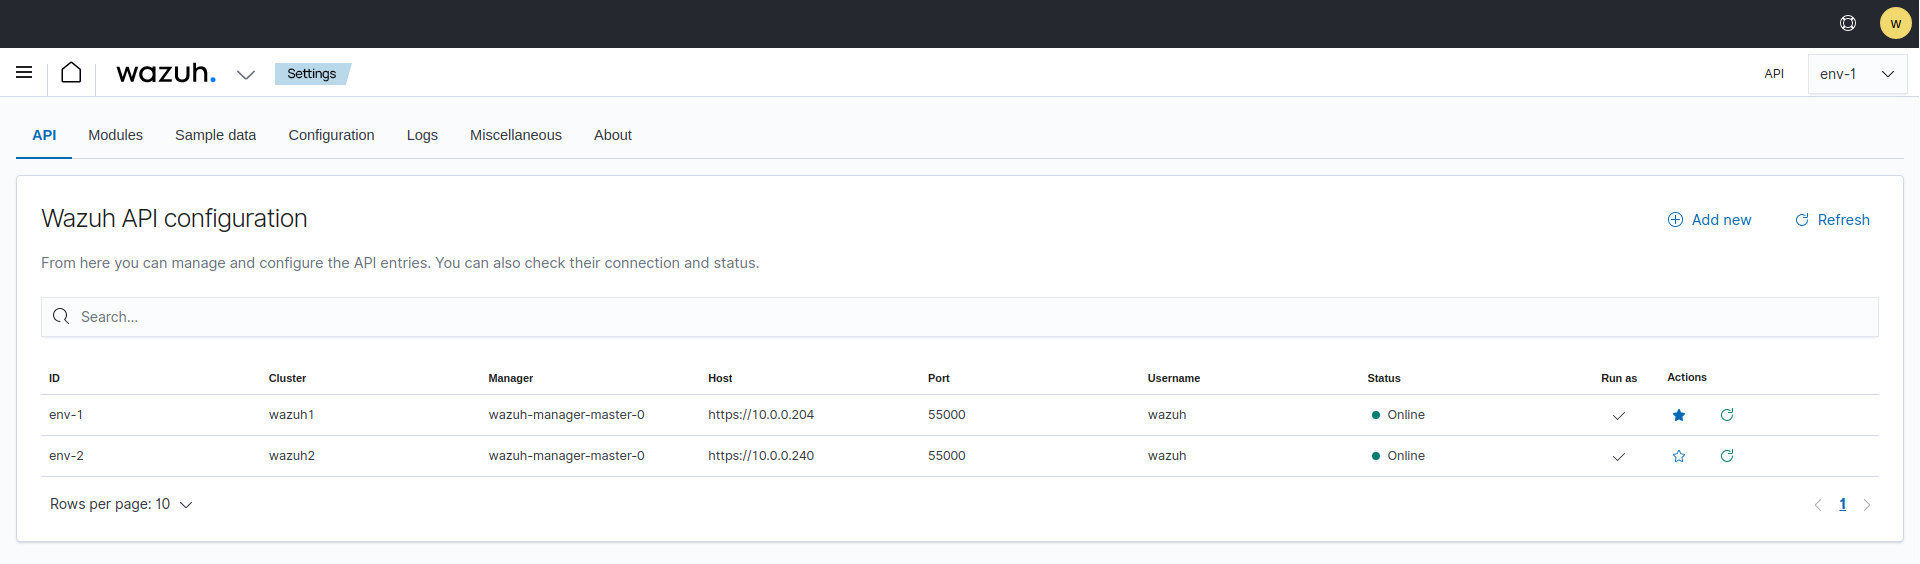 W
wazuh. Settings API env-1
API Modules Sample data Configuration Logs Miscellaneous About
Wazuh API configuration Add new Refresh
From here you can manage and configure the API entries. You can also check their connection and status.
Search...
ID Cluster Manager Host Port Username Status Run as Actions
env-1 wazuh1 wazuh-manager-master-0 https://10.0.0.204 55000 wazuh Online
env-2 wazuh2 wazuh-manager-master-0 https://10.0.0.240 55000 wazuh Online
Rows per page: 10 1